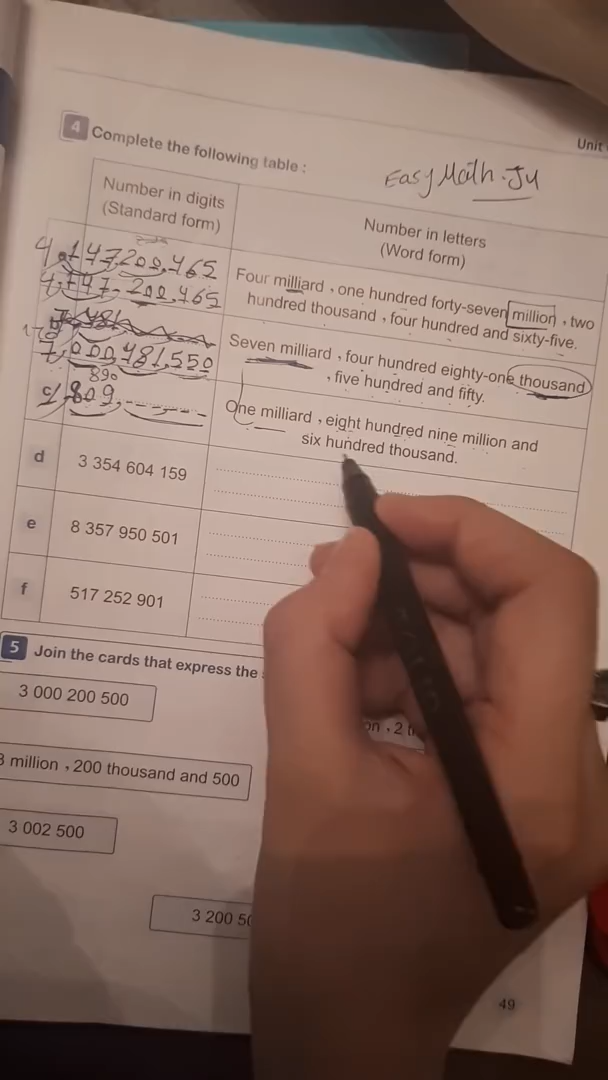 Unit
4 Complete the following table :
Easy Math.Ju
Number in digits
(Standard form)
Number in letters
(Word form)
4.147,200,465
4,147.200,465
Four milliard , one hundred forty-seven million , two
hundred thousand , four hundred and sixty-five.
7,000,481,550
Seven milliard , four hundred eighty-one thousand
, five hundred and fifty.
890
c/ 809,
One milliard , eight hundred nine million and
six hundred thousand.
d 3 354 604 159
e 8 357 950 501
f 517 252 901
5 Join the cards that express the
3 000 200 500
on , 2
million , 200 thousand and 500
3 002 500
3 200 50
49